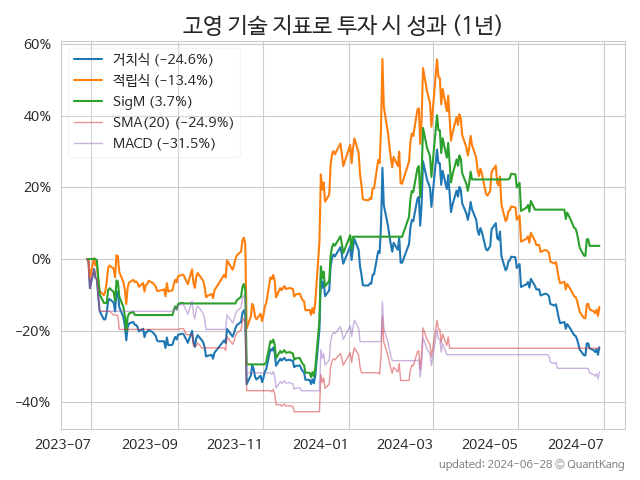 고영 기술 지표로 투자 시 성과 (1년)
60%
40%
20%
0%
−20%
−40%
거치식 (−24.6%)
적립식 (−13.4%)
SigM (3.7%)
SMA(20) (−24.9%)
MACD (−31.5%)
2023-07 2023-09 2023-11 2024-01 2024-03 2024-05 2024-07
updated: 2024-06-28 ⓒ QuantKang